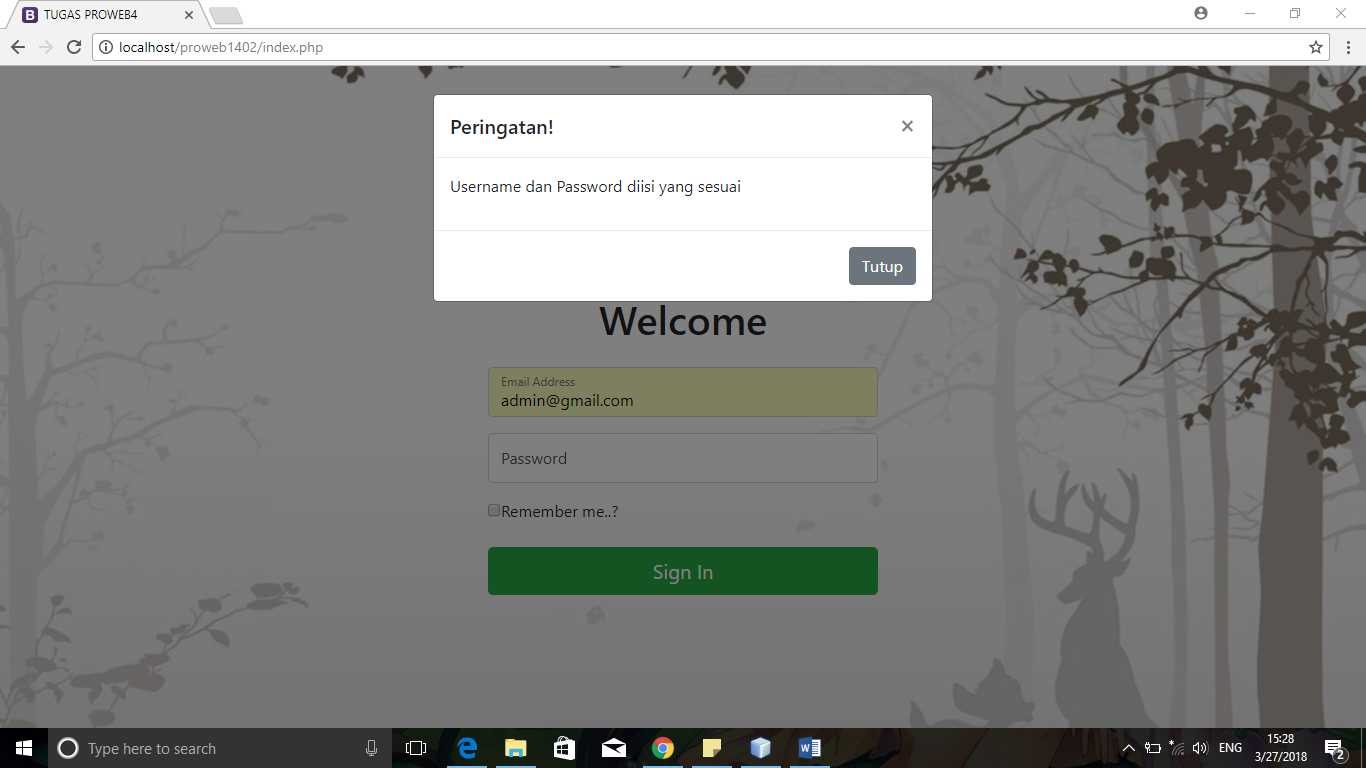 TUGAS PROWEB4
localhost/proweb1402/index.php
Peringatan!
Username dan Password diisi yang sesuai
Tutup
Welcome
Email Address
admin@gmail.com
Password
Remember me..?
Sign In
Type here to search
ENG
15:28
3/27/2018
2